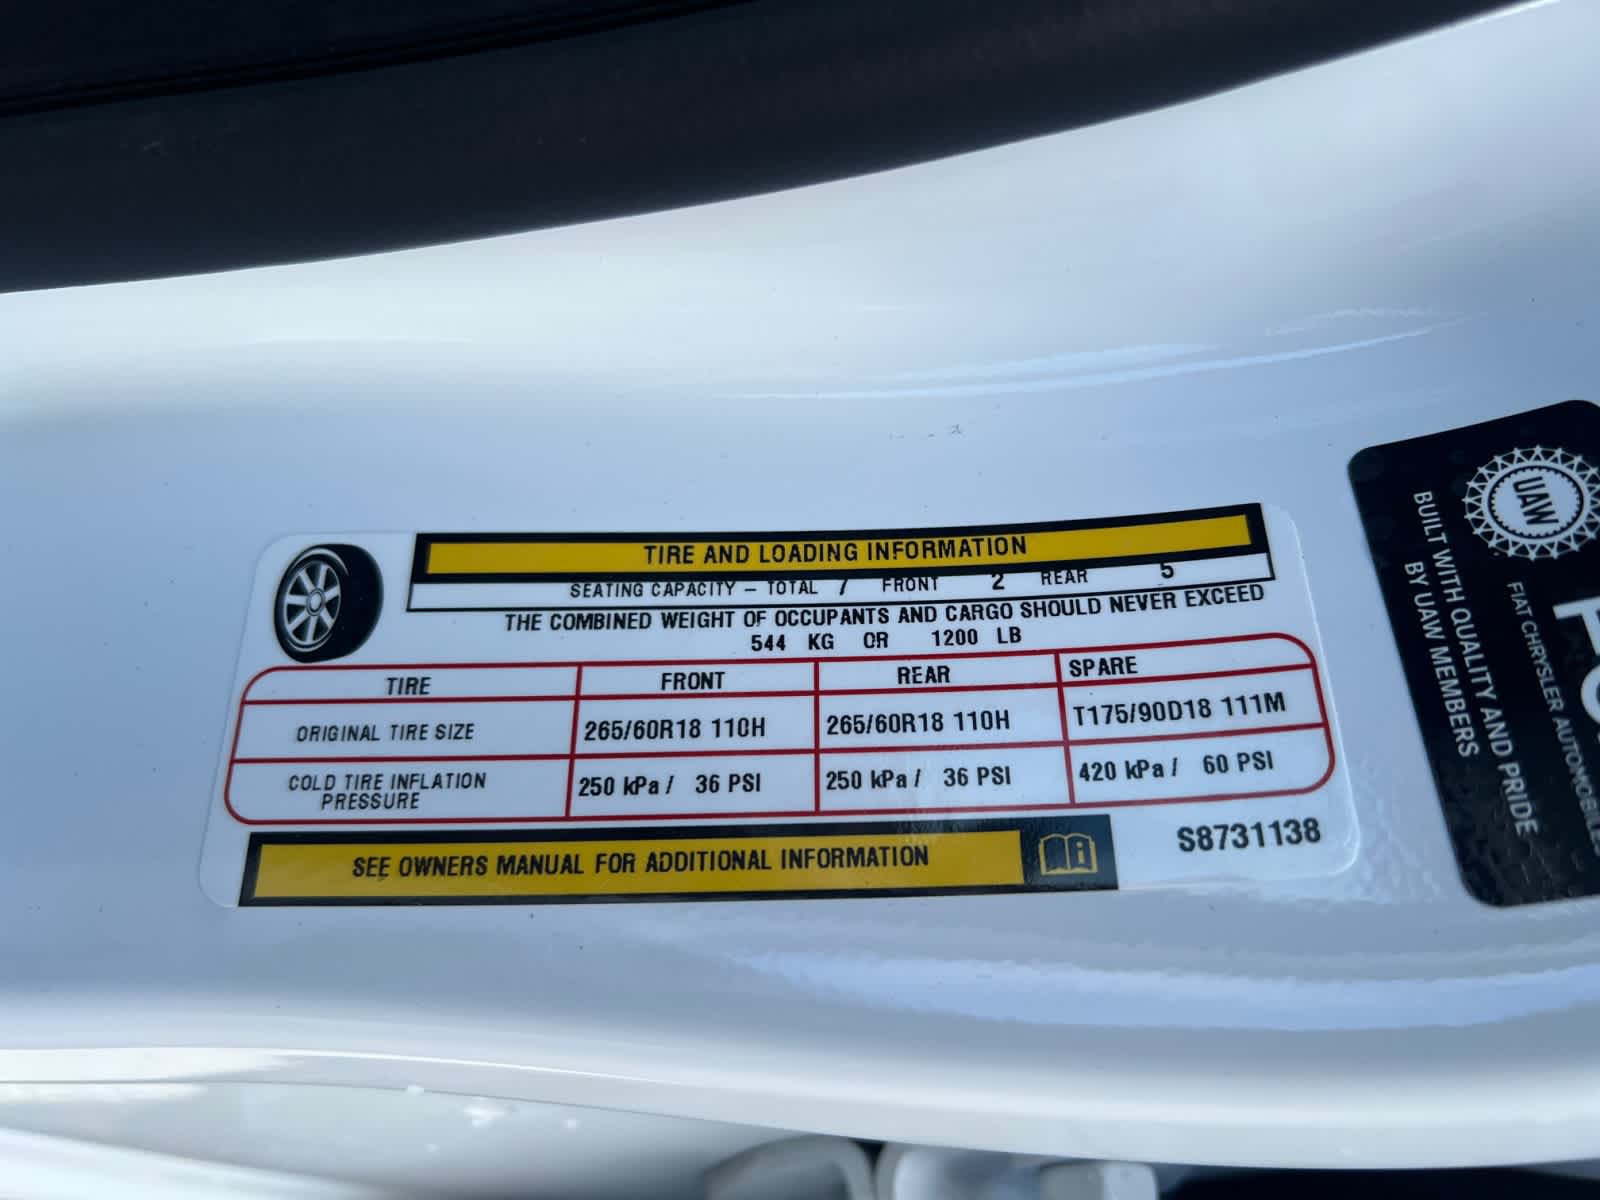 TIRE AND LOADING INFORMATION
SEATING CAPACITY – TOTAL 7 FRONT 2 REAR 5
THE COMBINED WEIGHT OF OCCUPANTS AND CARGO SHOULD NEVER EXCEED
544 KG OR 1200 LB
TIRE FRONT REAR SPARE
ORIGINAL TIRE SIZE 265/60R18 110H 265/60R18 110H T175/90D18 111M
COLD TIRE INFLATION PRESSURE 250 kPa / 36 PSI 250 kPa / 36 PSI 420 kPa / 60 PSI
SEE OWNERS MANUAL FOR ADDITIONAL INFORMATION
S8731138
UAW
BUILT WITH QUALITY AND PRIDE
BY UAW MEMBERS
FIAT CHRYSLER